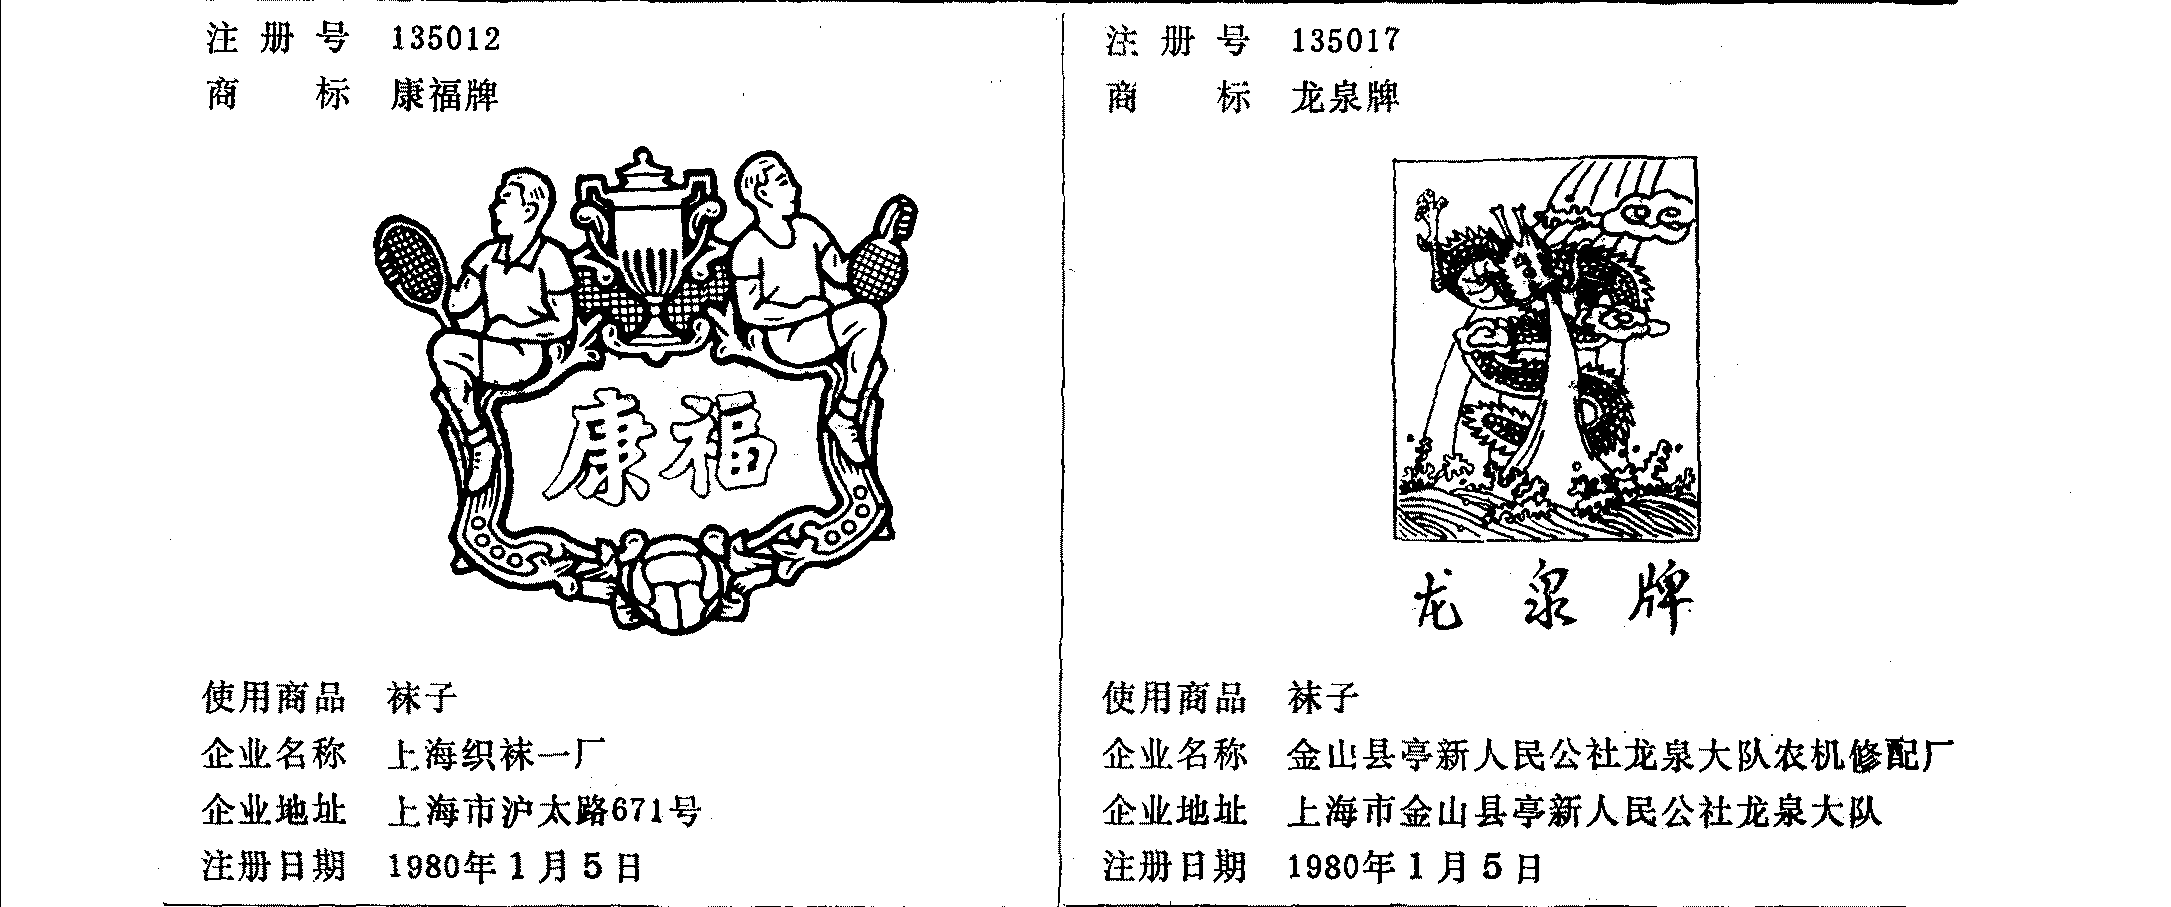 注册号 135012
商标 康福牌
康福
使用商品 袜子
企业名称 上海织袜一厂
企业地址 上海市沪太路671号
注册日期 1980年1月5日
注册号 135017
商标 龙泉牌
龙泉牌
使用商品 袜子
企业名称 金山县亭新人民公社龙泉大队农机修配厂
企业地址 上海市金山县亭新人民公社龙泉大队
注册日期 1980年1月5日